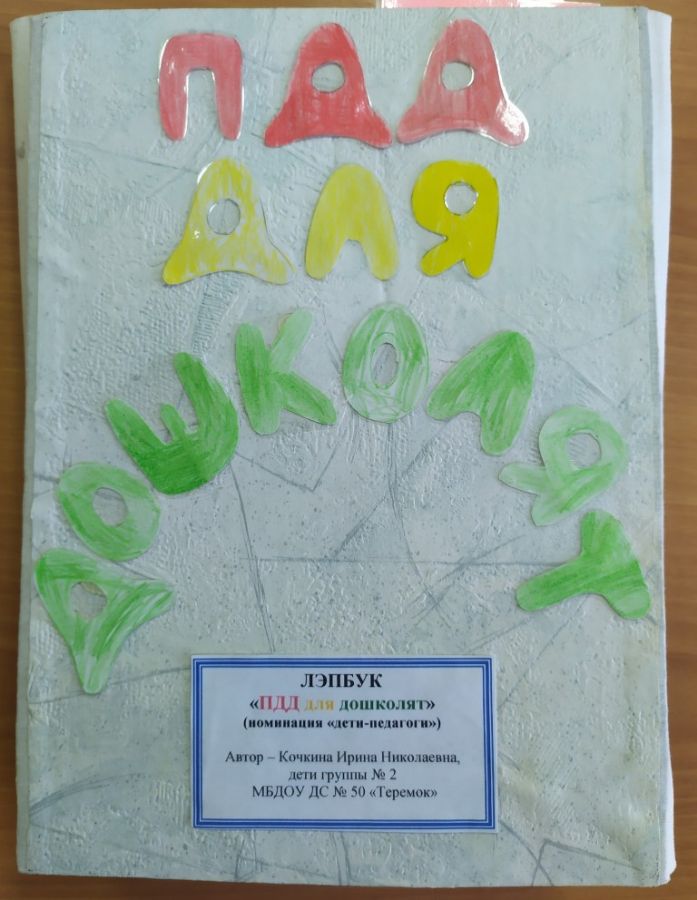 ПДД
ДЛЯ
ДОШКОЛЯТ
ЛЭПБУК
«ПДД для дошколят»
(номинация «дети-педагоги»)
Автор – Кочкина Ирина Николаевна,
дети группы № 2
МБДОУ ДС № 50 «Теремок»